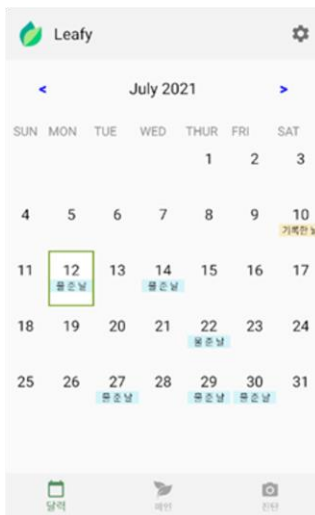 Leafy
< July 2021 >
SUN MON TUE WED THUR FRI SAT
1 2 3
4 5 6 7 8 9 10
기록한 날
11 12 13 14 15 16 17
물준날 물준날
18 19 20 21 22 23 24
물준날
25 26 27 28 29 30 31
물준날 물준날 물준날
달력 메인 진단